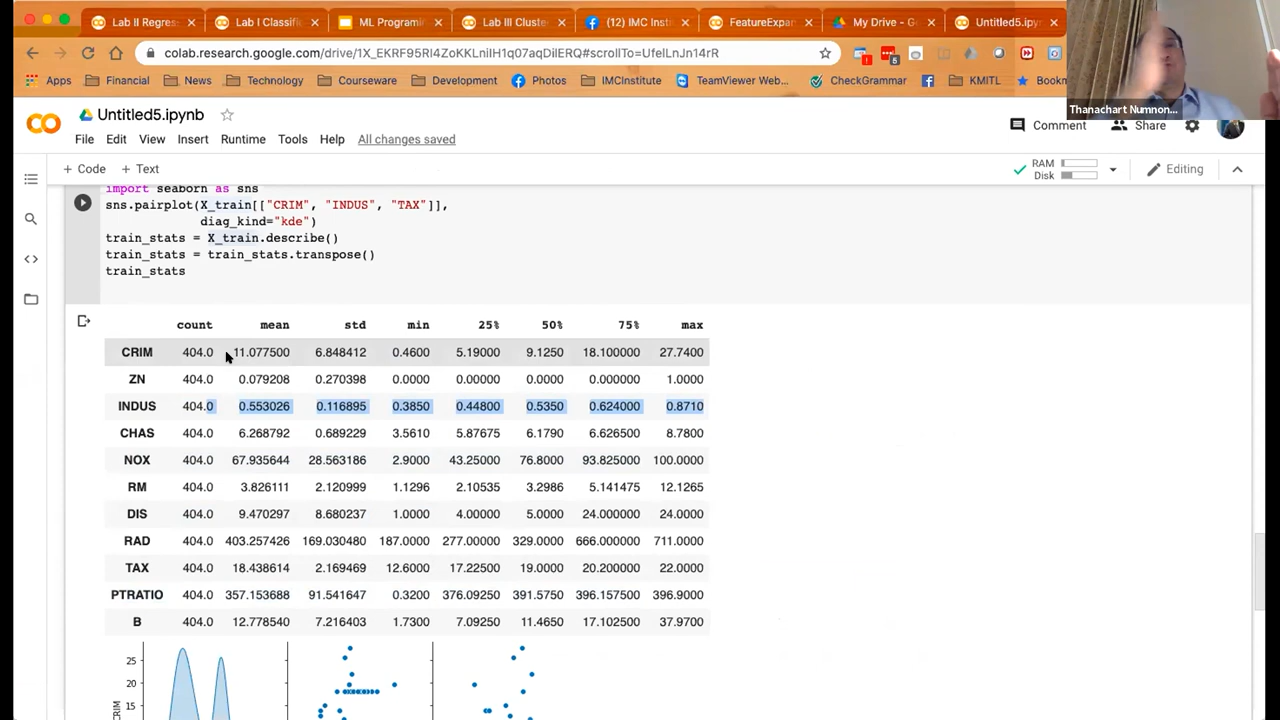 Lab II Regres
Lab I Classific
ML Programi
Lab III Cluste
(12) IMC Inst
FeatureExpan
My Drive - G
Untitled5.ipyn
colab.research.google.com/drive/1X_EKRF95RI4ZoKKLniIH1q07aqDiIERQ#scrollTo=UfelLnJn14rR
Apps Financial News Technology Courseware Development Photos IMCInstitute TeamViewer Web... CheckGrammar KMITL Bookm
Thanachart Numnon...
Untitled5.ipynb
File Edit View Insert Runtime Tools Help All changes saved
Comment Share
+ Code + Text
RAM
Disk
Editing
import seaborn as sns
sns.pairplot(X_train[["CRIM", "INDUS", "TAX"]],
diag_kind="kde")
train_stats = X_train.describe()
train_stats = train_stats.transpose()
train_stats
count mean std min 25% 50% 75% max
CRIM 404.0 11.077500 6.848412 0.4600 5.19000 9.1250 18.100000 27.7400
ZN 404.0 0.079208 0.270398 0.0000 0.00000 0.0000 0.000000 1.0000
INDUS 404.0 0.553026 0.116895 0.3850 0.44800 0.5350 0.624000 0.8710
CHAS 404.0 6.268792 0.689229 3.5610 5.87675 6.1790 6.626500 8.7800
NOX 404.0 67.935644 28.563186 2.9000 43.25000 76.8000 93.825000 100.0000
RM 404.0 3.826111 2.120999 1.1296 2.10535 3.2986 5.141475 12.1265
DIS 404.0 9.470297 8.680237 1.0000 4.00000 5.0000 24.000000 24.0000
RAD 404.0 403.257426 169.030480 187.0000 277.00000 329.0000 666.000000 711.0000
TAX 404.0 18.438614 2.169469 12.6000 17.22500 19.0000 20.200000 22.0000
PTRATIO 404.0 357.153688 91.541647 0.3200 376.09250 391.5750 396.157500 396.9000
B 404.0 12.778540 7.216403 1.7300 7.09250 11.4650 17.102500 37.9700
25
20
15
CRIM